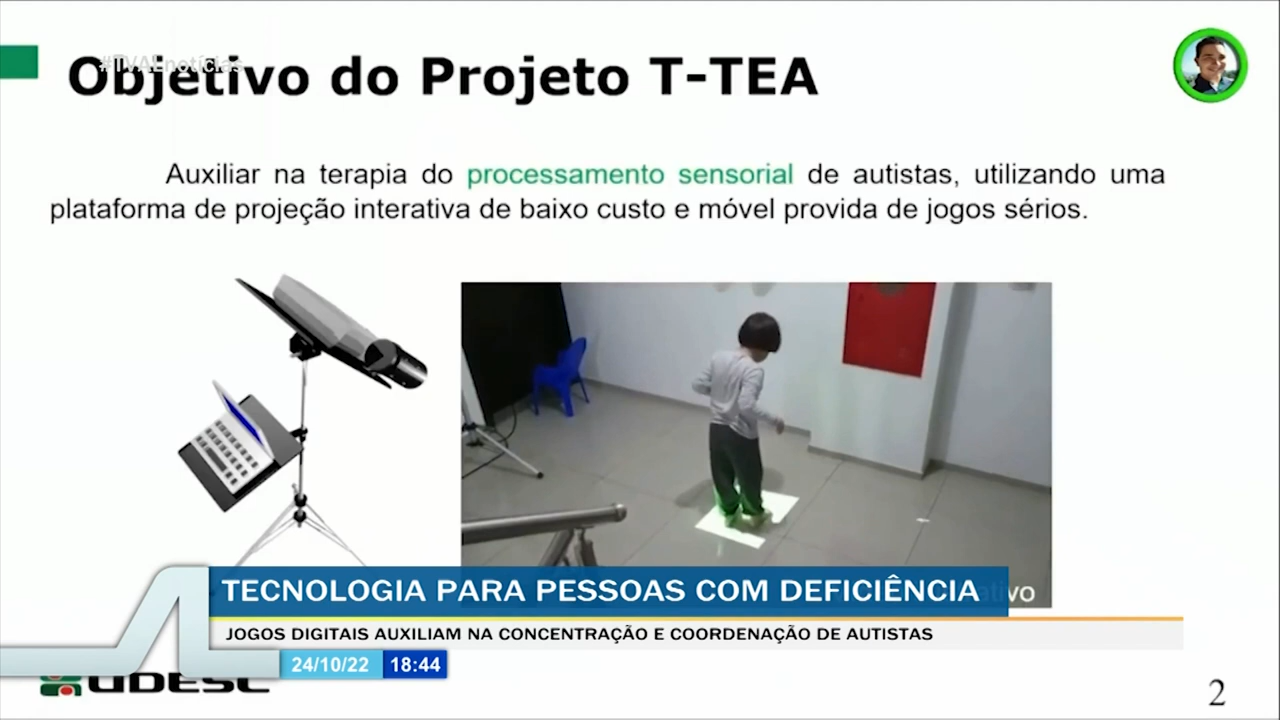 #TVALnotícias
Objetivo do Projeto T-TEA
Auxiliar na terapia do processamento sensorial de autistas, utilizando uma
plataforma de projeção interativa de baixo custo e móvel provida de jogos sérios.
TECNOLOGIA PARA PESSOAS COM DEFICIÊNCIA
JOGOS DIGITAIS AUXILIAM NA CONCENTRAÇÃO E COORDENAÇÃO DE AUTISTAS
24/10/22 18:44
UDESC
2